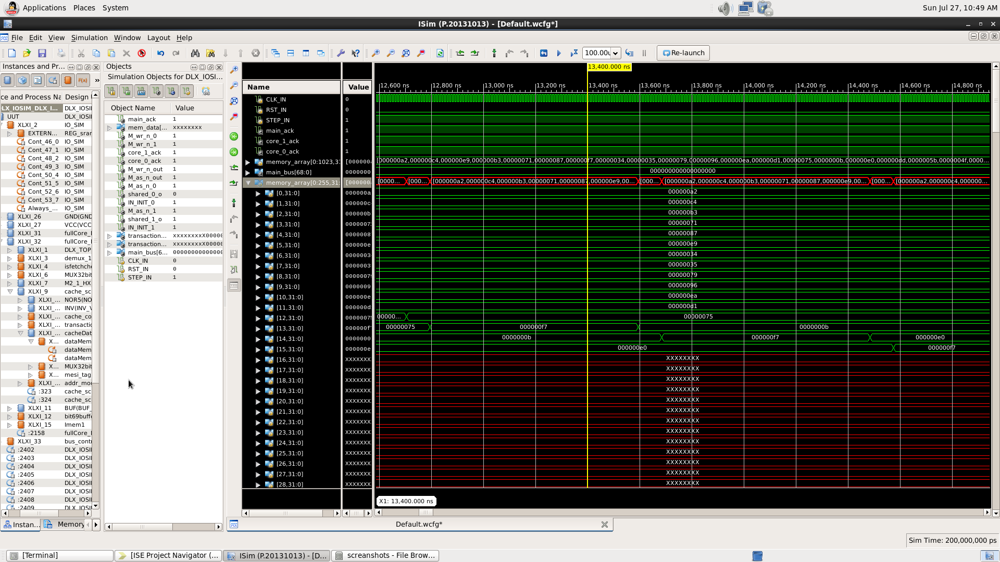 Applications Places System
Sun Jul 27, 10:49 AM
ISim (P.20131013) - [Default.wcfg*]
File Edit View Simulation Window Layout Help
100.00u
Re-launch
Instances and Pr...
ce and Process Na Design
LX_IOSIM_DLX_I... DLX_IOSI
UUT DLX_IOSI
XLXI_2 IO_SIM
EXTERN... REG_srar
Cont_46_0 IO_SIM
Cont_47_1 IO_SIM
Cont_48_2 IO_SIM
Cont_49_3 IO_SIM
Cont_50_4 IO_SIM
Cont_51_5 IO_SIM
Cont_52_6 IO_SIM
Cont_53_7 IO_SIM
Always_... IO_SIM
XLXI_26 GND(GND
XLXI_27 VCC(VCC
XLXI_31 fullCore_
XLXI_32 fullCore_
XLXI_1 DLX_TOP
XLXI_3 demux_1
XLXI_4 isfetchche
XLXI_6 MUX32bit
XLXI_7 M2_1_HX
XLXI_9 cache_sc
XLXI_... NOR5(NO
XLXI_... INV(INV_V
XLXI_... cache_co
XLXI_... transactic
XLXI_... cacheDat
X... dataMem
dataMem
dataMem
X... MUX32bit
X... mesi_tag
XLXI_... addr_mod
:323 cache_sc
:324 cache_sc
XLXI_11 BUF(BUF_
XLXI_12 bit69buff
XLXI_15 Imem1
:2158 fullCore_
XLXI_33 bus_cont
:2402 DLX_IOSI
:2403 DLX_IOSI
:2404 DLX_IOSI
:2405 DLX_IOSI
:2406 DLX_IOSI
:2407 DLX_IOSI
:2408 DLX_IOSI
:2409 DLX_IOSI
Instan... Memory
Objects
Simulation Objects for DLX_IOSI...
Object Name Value
main_ack 1
mem_data[... xxxxxxxx
M_wr_n_0 1
M_wr_n_1 1
core_1_ack 1
core_0_ack 1
M_wr_n_out 1
M_as_n_out 1
M_as_n_0 1
shared_0_o 0
IN_INIT_0 1
M_as_n_1 1
shared_1_o 0
IN_INIT_1 1
transaction... xxxxxxxxX0000
transaction... xxxxxxxxX0000
main_bus[6... 0000000000000
CLK_IN 0
RST_IN 0
STEP_IN 1
Name Value
CLK_IN 0
RST_IN 0
STEP_IN 1
main_ack 1
core_1_ack 1
core_0_ack 1
memory_array[0:1023,31 [000000
main_bus[68:0] 0000000
memory_array[0:255,31: [000000
[0,31:0] 000000a
[1,31:0] 000000c
[2,31:0] 000000b
[3,31:0] 0000007
[4,31:0] 0000008
[5,31:0] 000000e
[6,31:0] 0000003
[7,31:0] 0000003
[8,31:0] 0000007
[9,31:0] 0000009
[10,31:0] 000000e
[11,31:0] 000000d
[12,31:0] 0000007
[13,31:0] 000000f
[14,31:0] 0000000
[15,31:0] 000000e
[16,31:0] XXXXXXX
[17,31:0] XXXXXXX
[18,31:0] XXXXXXX
[19,31:0] XXXXXXX
[20,31:0] XXXXXXX
[21,31:0] XXXXXXX
[22,31:0] XXXXXXX
[23,31:0] XXXXXXX
[24,31:0] XXXXXXX
[25,31:0] XXXXXXX
[26,31:0] XXXXXXX
[27,31:0] XXXXXXX
[28,31:0] XXXXXXX
13,400.000 ns
12,600 ns 12,800 ns 13,000 ns 13,200 ns 13,400 ns 13,600 ns 13,800 ns 14,000 ns 14,200 ns 14,400 ns 14,600 ns 14,800 ns
[000000a2,000000c4,000000e9,000000b3,00000071,00000087,000000f7,00000034,00000035,00000079,00000096,000000ea,000000d1,00000075,0000000b,000000e0,000000dd,0000005b,0000004f,0000...
00000000000000000
[0000... [000... [000000a2,000000c4,000000b3,00000071,00000087,000000e9,00... [000... [000000a2,000000c4,000000b3,00000071,00000087,000000e9,00... [000... [000000a2,000000c4,000000...
000000a2
000000c4
000000b3
00000071
00000087
000000e9
00000034
00000035
00000079
00000096
000000ea
000000d1
00000... 00000075
00000075 000000f7 0000000b
0000000b 000000f7 000000e0
000000e0 000000f7
XXXXXXXX
XXXXXXXX
XXXXXXXX
XXXXXXXX
XXXXXXXX
XXXXXXXX
XXXXXXXX
XXXXXXXX
XXXXXXXX
XXXXXXXX
XXXXXXXX
XXXXXXXX
XXXXXXXX
X1: 13,400.000 ns
Default.wcfg*
Sim Time: 200,000,000 ps
[Terminal]
[ISE Project Navigator (...
ISim (P.20131013) - [D...
screanshots - File Brow...